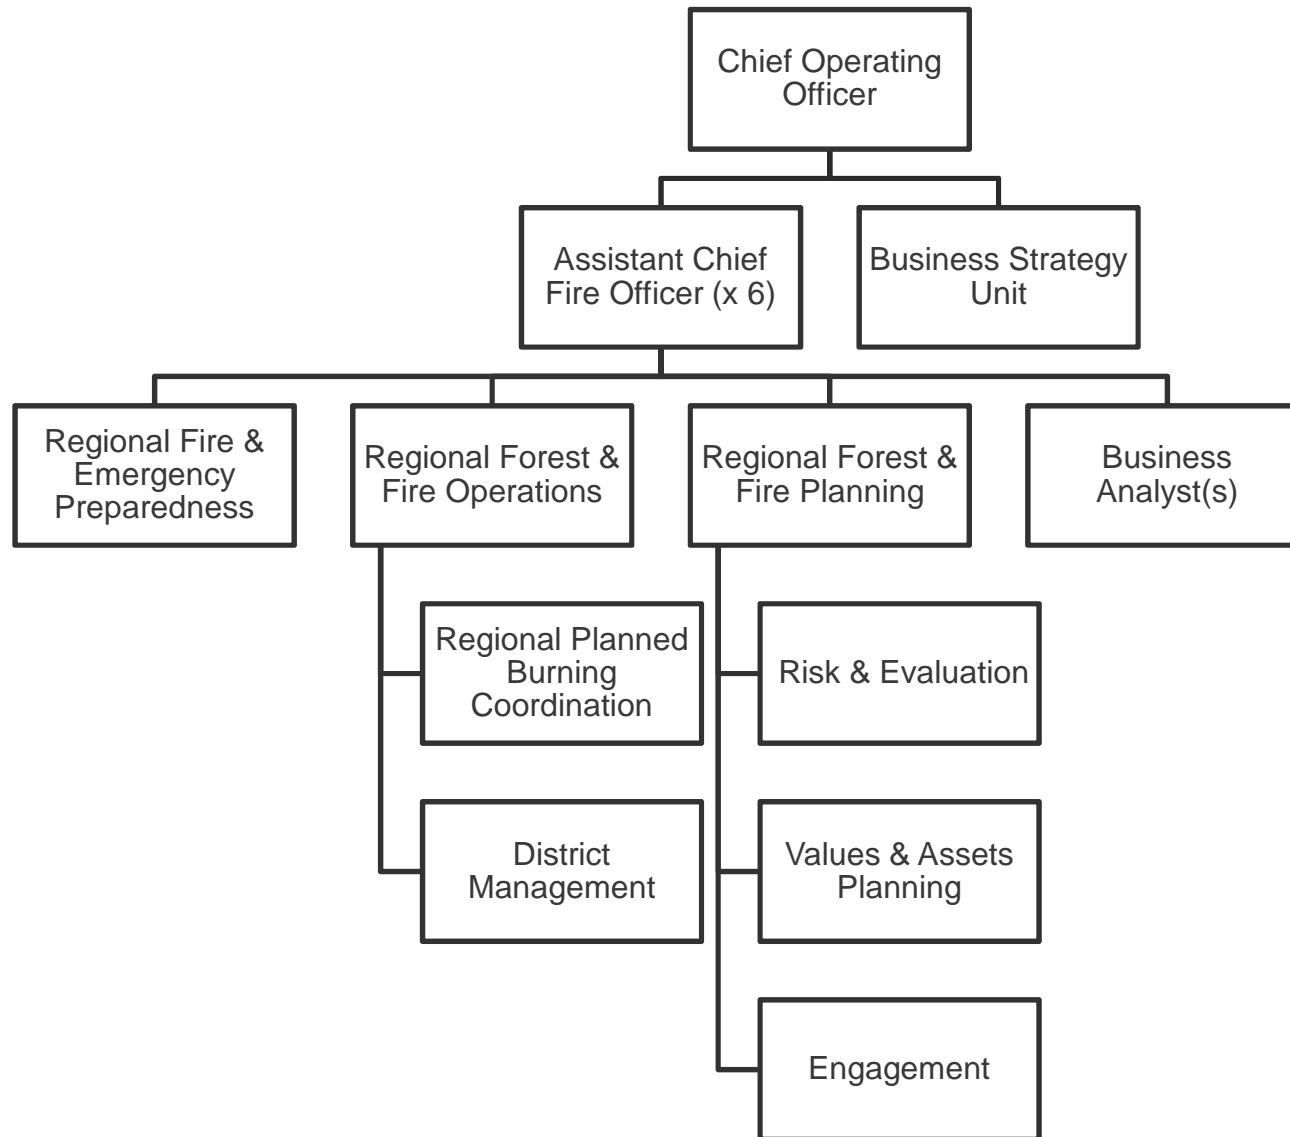 Chief Operating
Officer
Assistant Chief
Fire Officer (x 6)
Business Strategy
Unit
Regional Fire &
Emergency
Preparedness
Regional Forest &
Fire Operations
Regional Forest &
Fire Planning
Business
Analyst(s)
Regional Planned
Burning
Coordination
Risk & Evaluation
District
Management
Values & Assets
Planning
Engagement